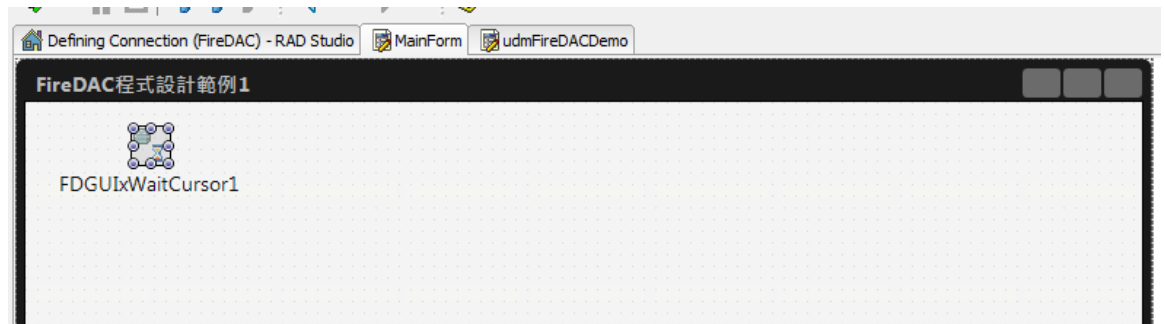 Defining Connection (FireDAC) - RAD Studio MainForm udmFireDACDemo
FireDAC程式設計範例1
FDGUIxWaitCursor1